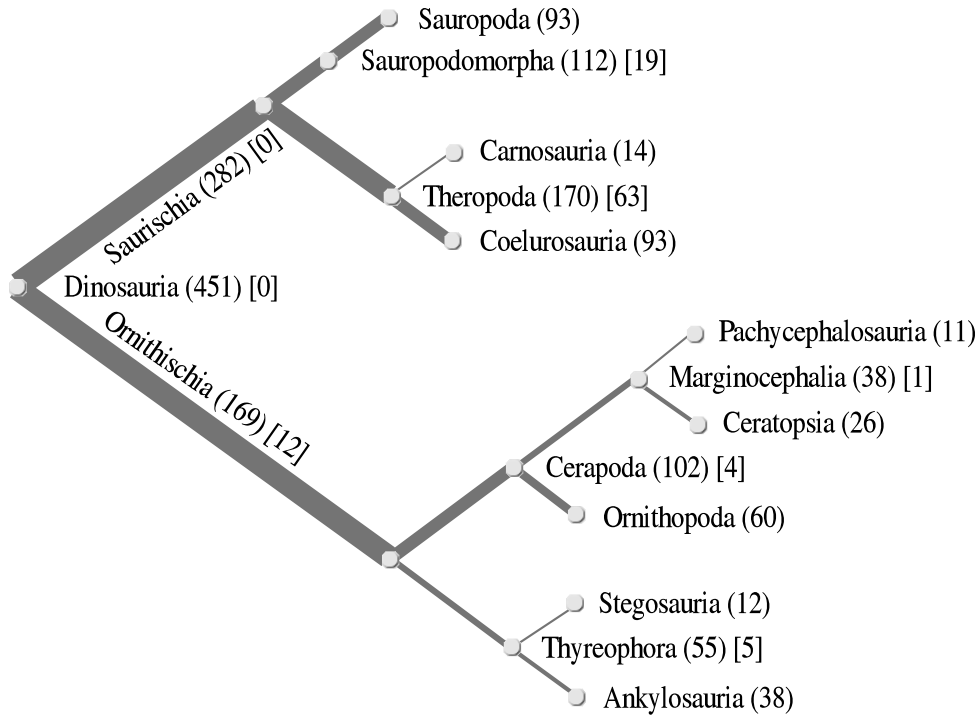 Sauropoda (93)
Sauropodomorpha (112) [19]
Saurischia (282) [0]
Carnosauria (14)
Theropoda (170) [63]
Coelurosauria (93)
Dinosauria (451) [0]
Ornithischia (169) [12]
Pachycephalosauria (11)
Marginocephalia (38) [1]
Ceratopsia (26)
Cerapoda (102) [4]
Ornithopoda (60)
Stegosauria (12)
Thyreophora (55) [5]
Ankylosauria (38)